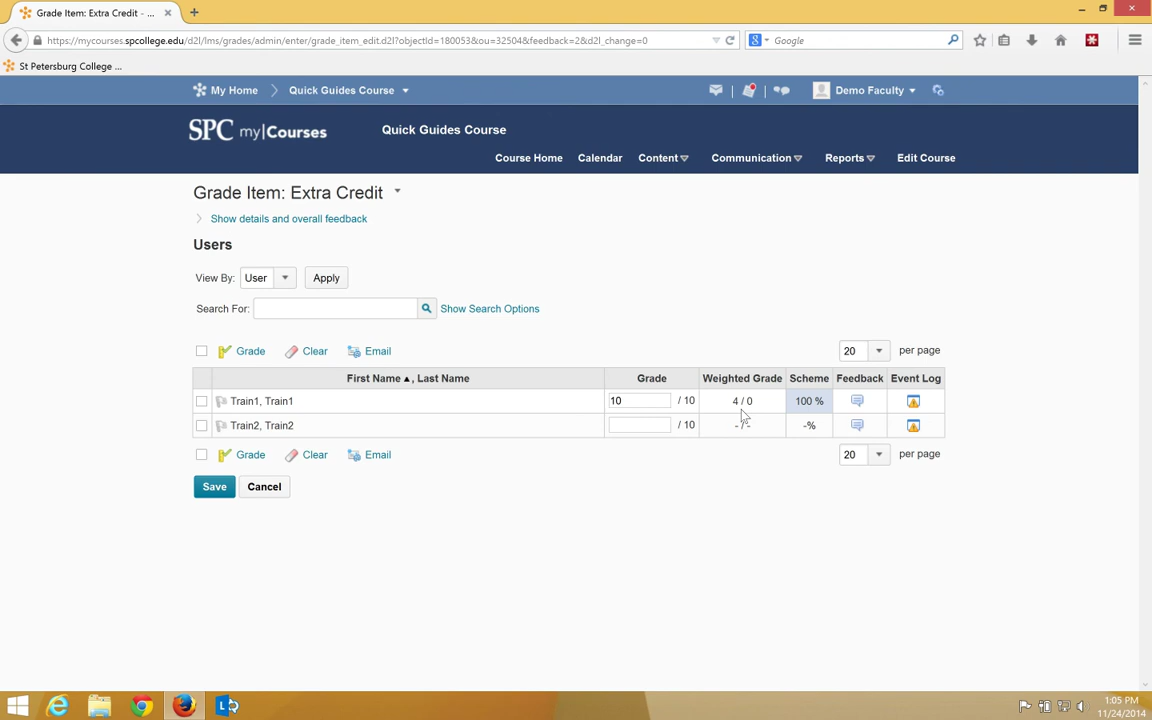 Grade Item: Extra Credit - ...
https://mycourses.spcollege.edu/d2l/lms/grades/admin/enter/grade_item_edit.d2l?objectId=180053&ou=32504&feedback=2&d2l_change=0
Google
St Petersburg College ...
My Home
Quick Guides Course
Demo Faculty
SPC my|Courses
Quick Guides Course
Course Home
Calendar
Content
Communication
Reports
Edit Course
Grade Item: Extra Credit
Show details and overall feedback
Users
View By: User Apply
Search For: Show Search Options
Grade Clear Email 20 per page
First Name ▲, Last Name Grade Weighted Grade Scheme Feedback Event Log
Train1, Train1 10 / 10 4 / 0 100 %
Train2, Train2 / 10 - / - -%
Grade Clear Email 20 per page
Save Cancel
1:05 PM
11/24/2014